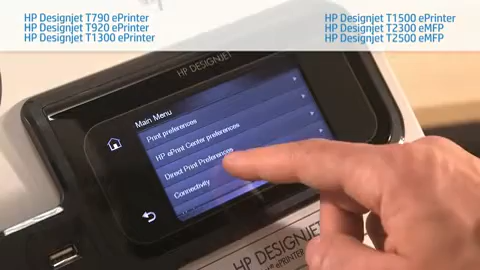 HP Designjet T790 ePrinter
HP Designjet T920 ePrinter
HP Designjet T1300 ePrinter
HP Designjet T1500 ePrinter
HP Designjet T2300 eMFP
HP Designjet T2500 eMFP
HP DESIGNJET
Main Menu
Print preferences
HP ePrint Center preferences
Direct Print Preferences
Connectivity
HP DESIGNJET
HP DESIGNJET